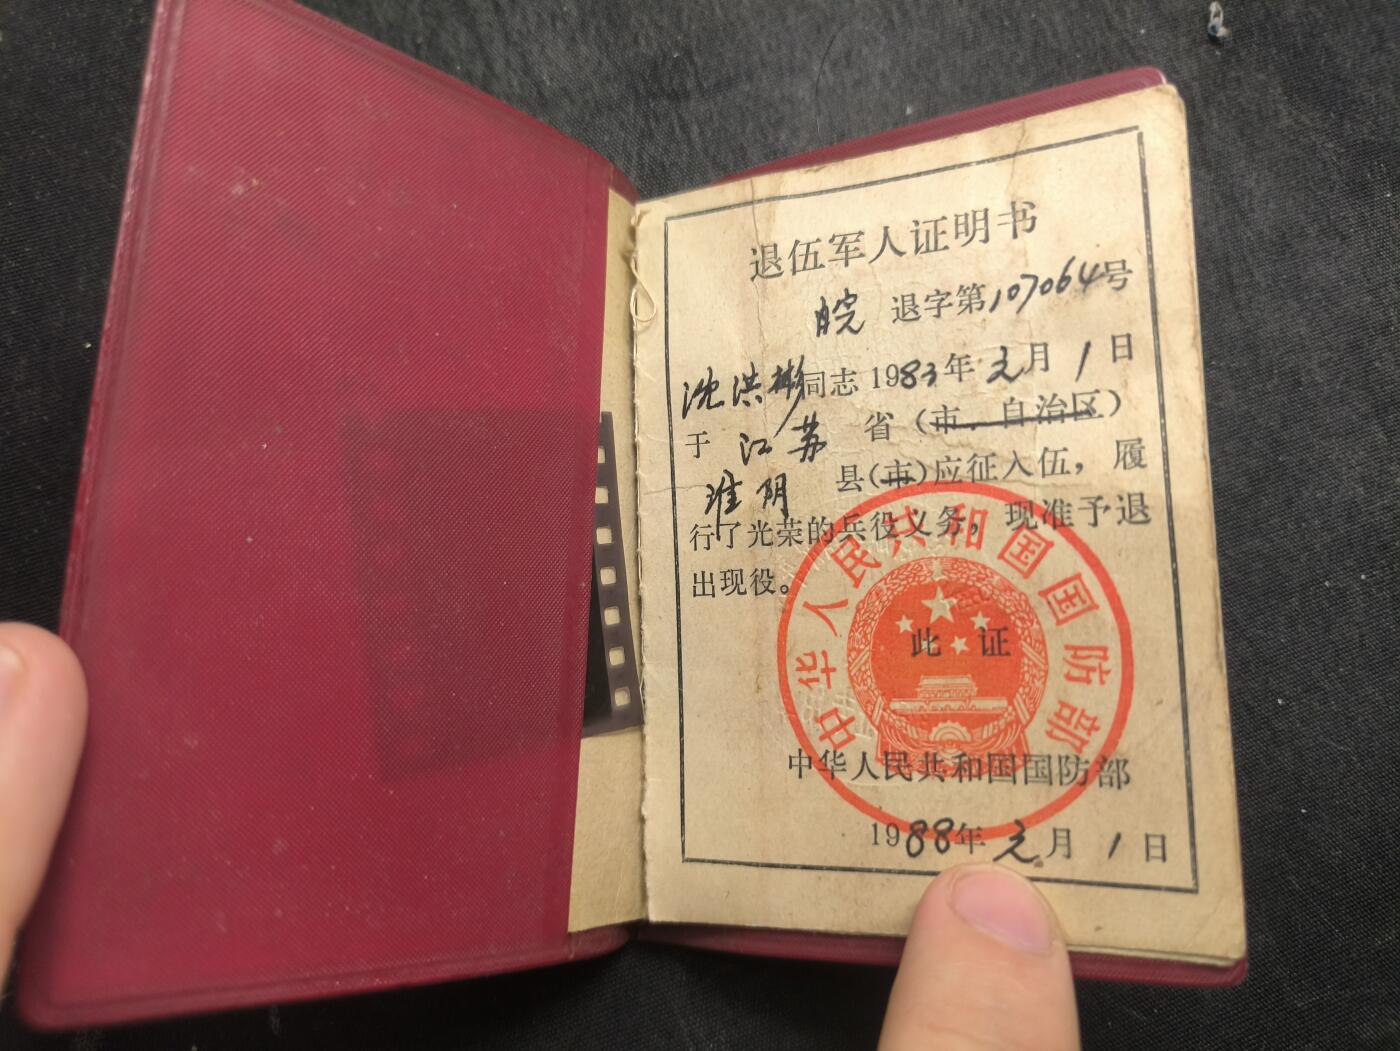 退伍军人证明书
皖 退字第107064号
沈洪彬同志1983年元月1日
于江苏省(市、自治区)
淮阴县(市)应征入伍，履
行了光荣的兵役义务，现准予退
出现役。
此证
中华人民共和国国防部
中华人民共和国国防部
1988年元月1日